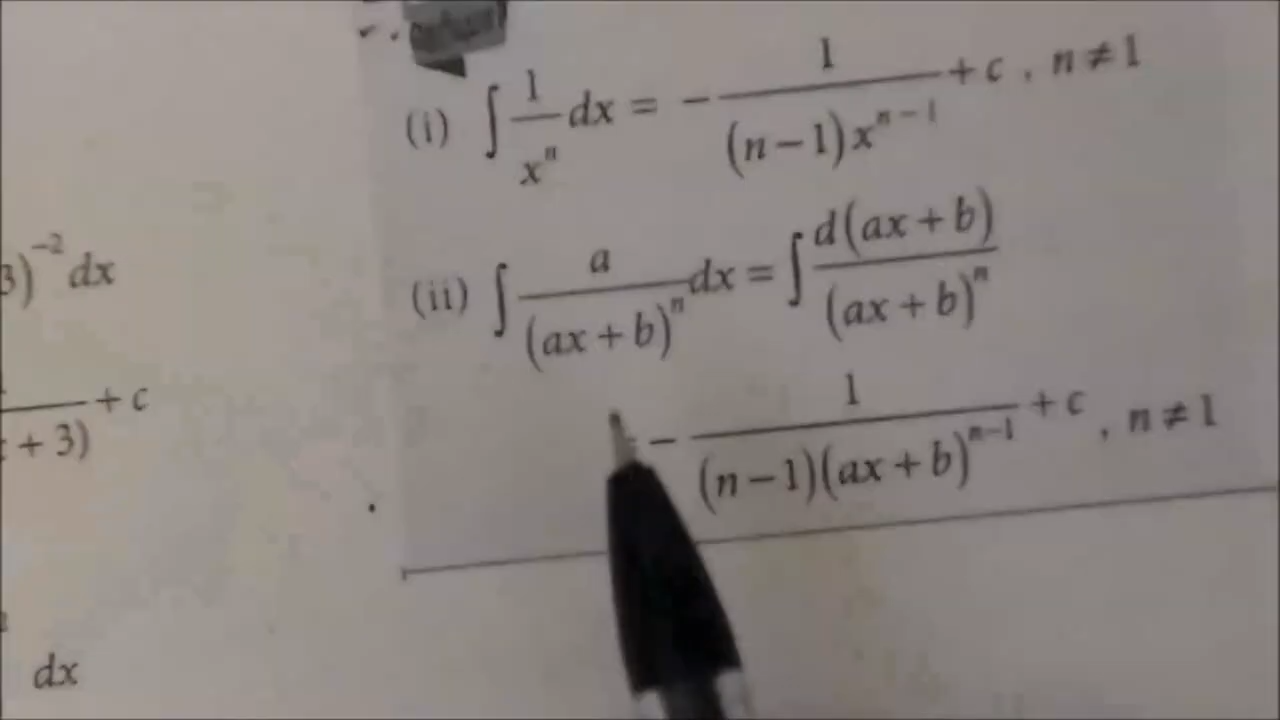 (i) ∫ 1/xⁿ dx = − 1/((n−1)xⁿ⁻¹) + c , n ≠ 1
(ii) ∫ a/(ax + b)ⁿ dx = ∫ d(ax + b)/(ax + b)ⁿ
3)⁻² dx
= − 1/((n−1)(ax + b)ⁿ⁻¹) + c , n ≠ 1
+ 3) + c
dx